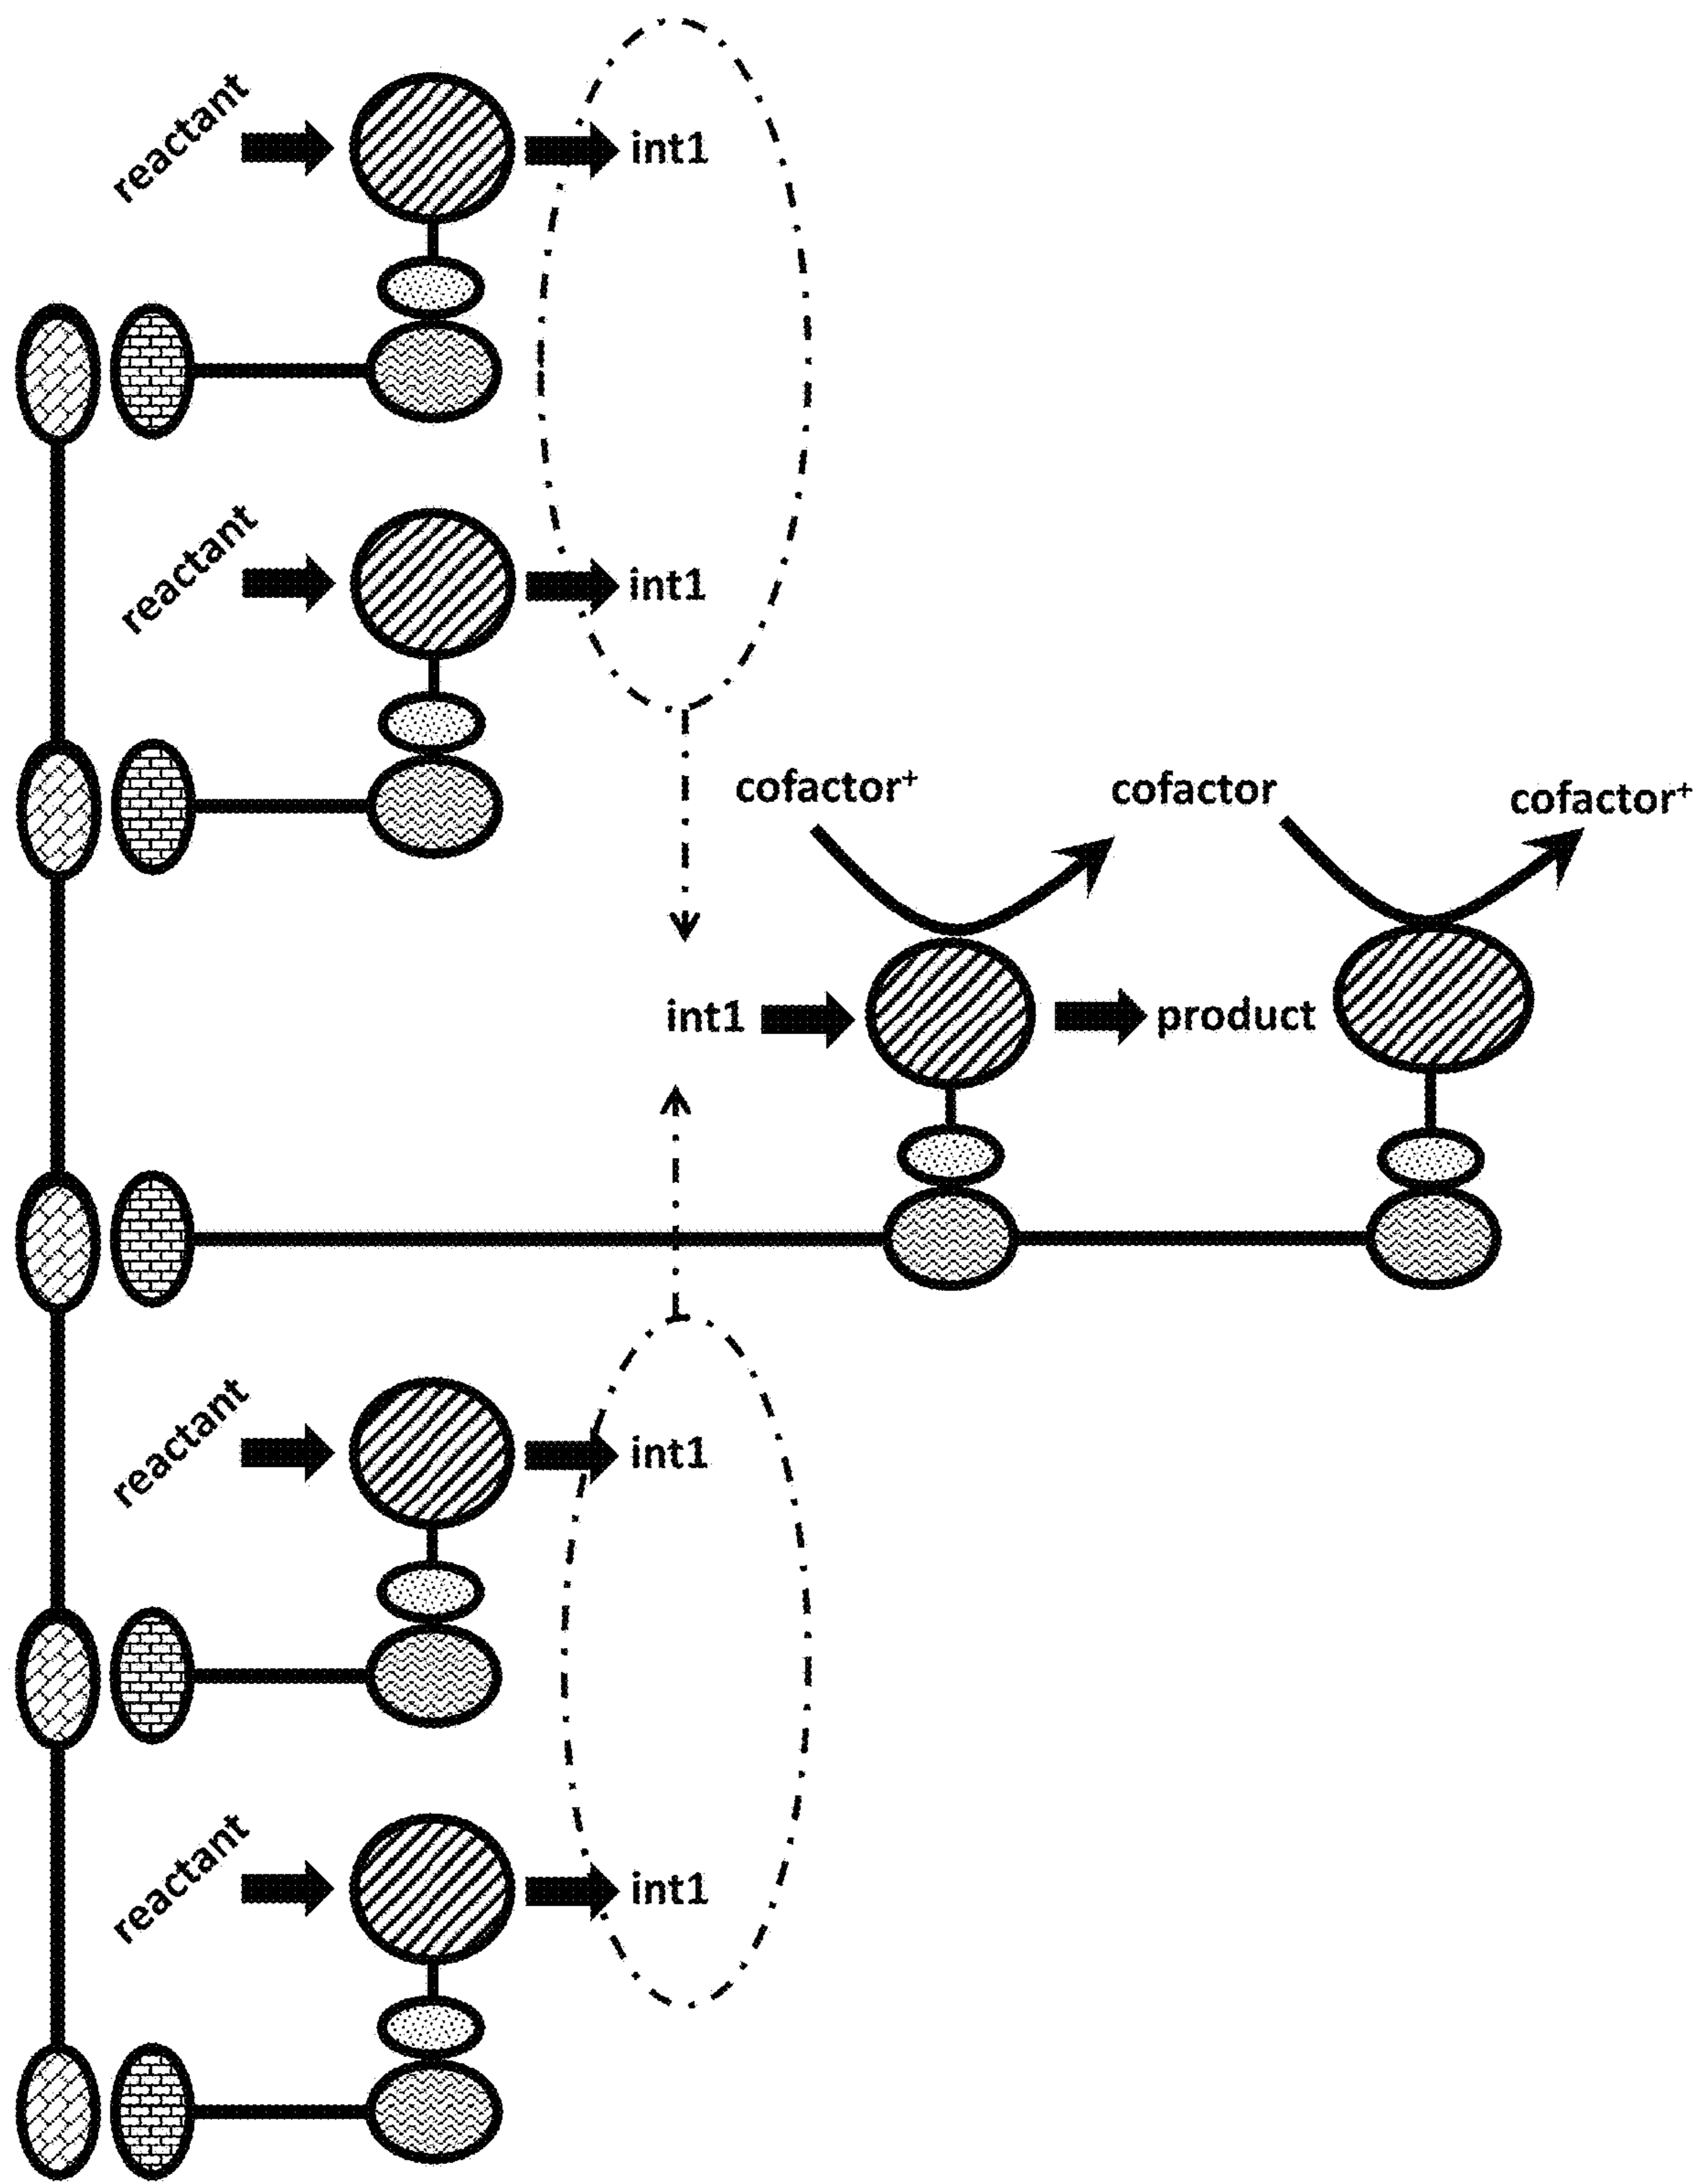 reactant
int1
reactant
int1
cofactor⁺
cofactor
cofactor⁺
int1
product
reactant
int1
reactant
int1